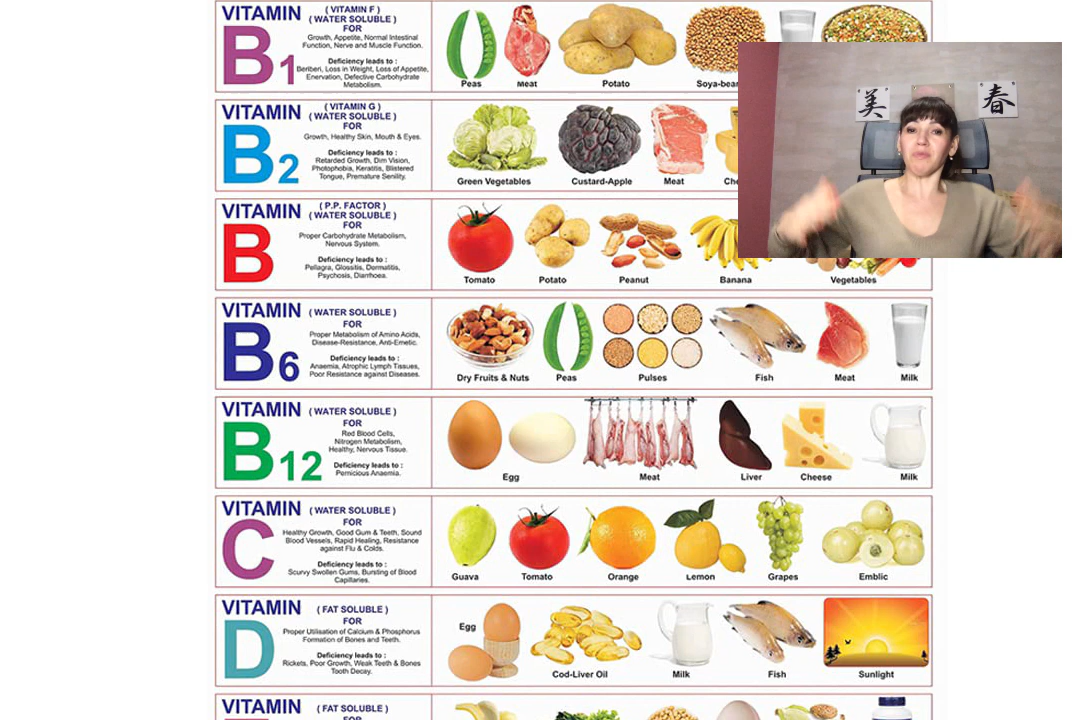 VITAMIN
B1
( VITAMIN F )
( WATER SOLUBLE )
FOR
Growth, Appetite, Normal Intestinal
Function, Nerve and Muscle Function.
Deficiency leads to :
Beriberi, Loss in Weight, Loss of Appetite,
Enervation, Defective Carbohydrate
Metabolism.
Peas
Meat
Potato
VITAMIN
B2
( VITAMIN G )
( WATER SOLUBLE )
FOR
Growth, Healthy Skin, Mouth & Eyes.
Deficiency leads to :
Retarded Growth, Dim Vision,
Photophobia, Keratitis, Blistered
Tongue, Premature Senility.
Green Vegetables
Custard-Apple
Meat
VITAMIN
B
( P.P. FACTOR )
( WATER SOLUBLE )
FOR
Proper Carbohydrate Metabolism,
Nervous System.
Deficiency leads to :
Pellagra, Glossitis, Dermatitis,
Psychosis, Diarrhoea.
Tomato
Potato
Peanut
Banana
Vegetables
VITAMIN
B6
( WATER SOLUBLE )
FOR
Proper Metabolism of Amino Acids,
Disease-Resistance, Anti-Emetic.
Deficiency leads to :
Anaemia, Atrophic Lymph Tissues,
Poor Resistance against Diseases.
Dry Fruits & Nuts
Peas
Pulses
Fish
Meat
Milk
VITAMIN
B12
( WATER SOLUBLE )
FOR
Red Blood Cells,
Nitrogen Metabolism,
Healthy, Nervous Tissue.
Deficiency leads to :
Pernicious Anaemia.
Egg
Meat
Liver
Cheese
Milk
VITAMIN
C
( WATER SOLUBLE )
FOR
Healthy Growth, Good Gum & Teeth, Sound
Blood Vessels, Rapid Healing, Resistance
against Flu & Colds.
Deficiency leads to :
Scurvy Swollen Gums, Bursting of Blood
Capillaries.
Guava
Tomato
Orange
Lemon
Grapes
Emblic
VITAMIN
D
( FAT SOLUBLE )
FOR
Proper Utilisation of Calcium & Phosphorus
Formation of Bones and Teeth.
Deficiency leads to :
Rickets, Poor Growth, Weak Teeth & Bones
Tooth Decay.
Egg
Cod-Liver Oil
Milk
Fish
Sunlight
VITAMIN
( FAT SOLUBLE )
FOR
美
春